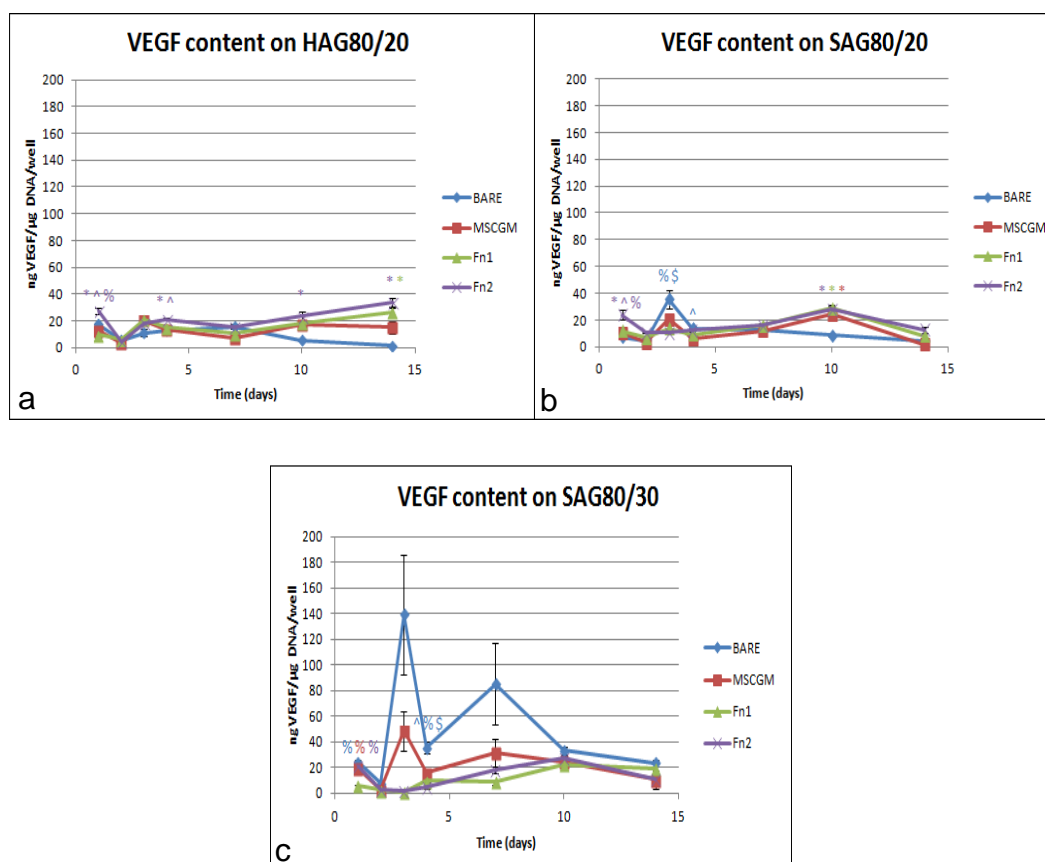 VEGF content on HAG80/20
ng VEGF/µg DNA/well
200
180
160
140
120
100
80
60
40
20
0
* ^ %
* ^
*
* *
0
5
10
15
Time (days)
BARE
MSCGM
Fn1
Fn2
a
VEGF content on SAG80/20
ng VEGF/µg DNA/well
200
180
160
140
120
100
80
60
40
20
0
* ^ %
% $
^
* * *
0
5
10
15
Time (days)
BARE
MSCGM
Fn1
Fn2
b
VEGF content on SAG80/30
ng VEGF/µg DNA/well
200
180
160
140
120
100
80
60
40
20
0
% % %
^ % $
0
5
10
15
Time (days)
BARE
MSCGM
Fn1
Fn2
c